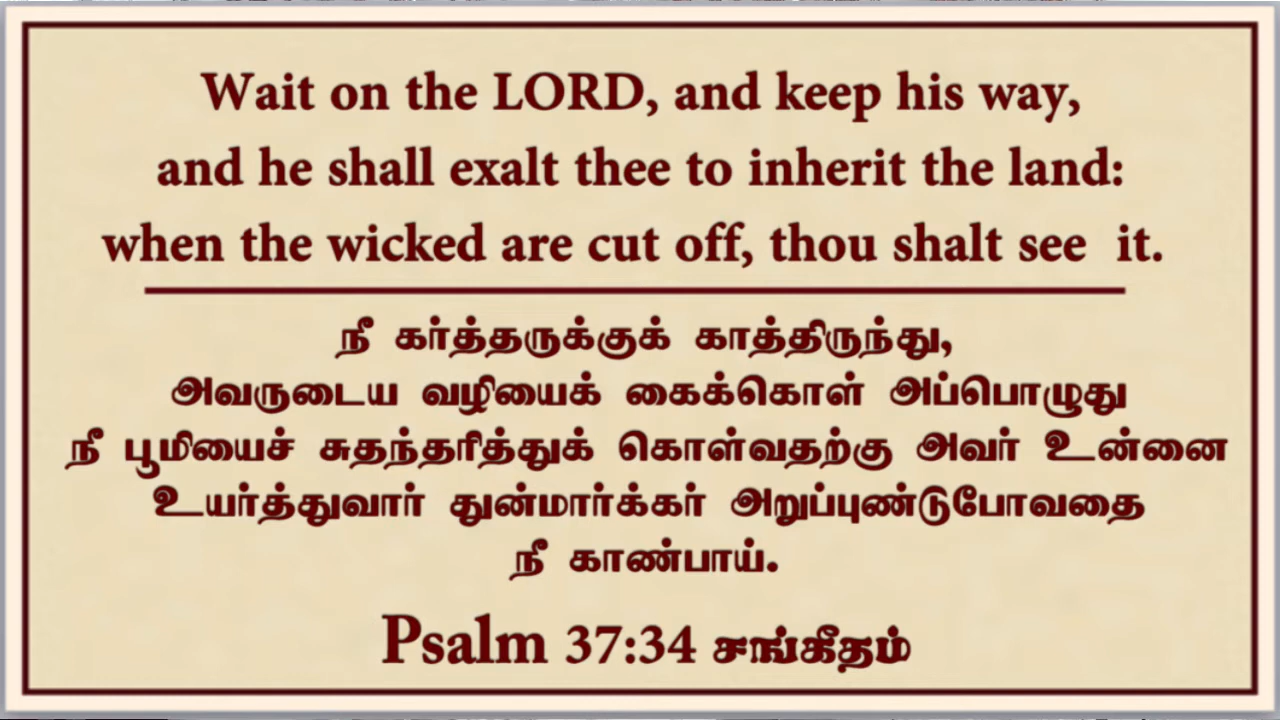 Wait on the LORD, and keep his way,
and he shall exalt thee to inherit the land:
when the wicked are cut off, thou shalt see it.
நீ கர்த்தருக்குக் காத்திருந்து,
அவருடைய வழியைக் கைக்கொள் அப்பொழுது
நீ பூமியைச் சுதந்தரித்துக் கொள்வதற்கு அவர் உன்னை
உயர்த்துவார் துன்மார்க்கர் அறுப்புண்டுபோவதை
நீ காண்பாய்.
Psalm 37:34 சங்கீதம்